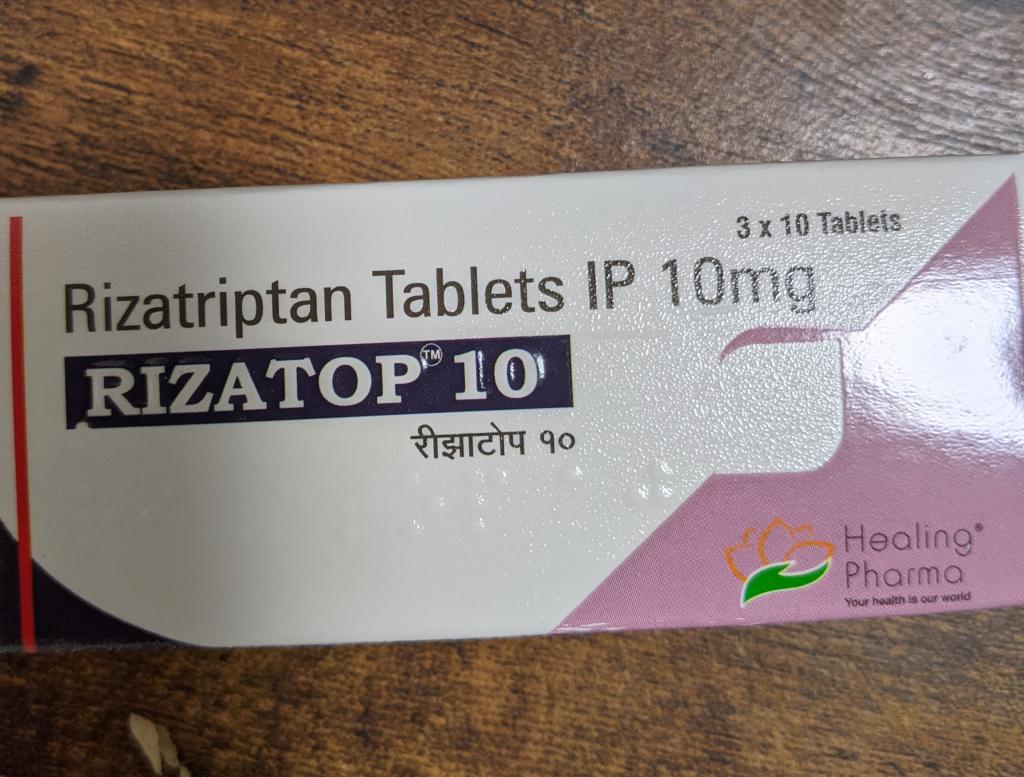 3 x 10 Tablets
Rizatriptan Tablets IP 10mg
RIZATOP™ 10
रीझाटोप १०
Healing®
Pharma
Your health is our world